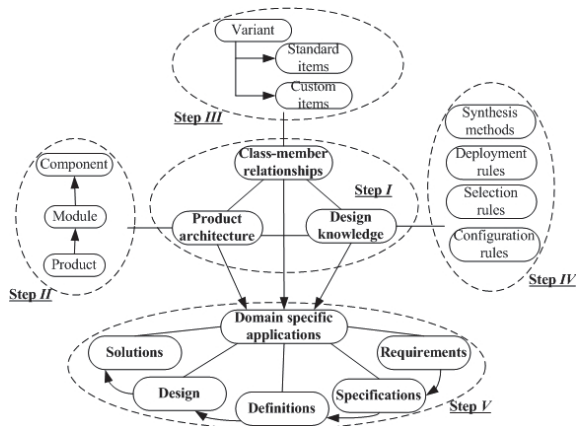 Variant
Standard
items
Custom
items
Step III
Synthesis
methods
Deployment
rules
Selection
rules
Configuration
rules
Step IV
Class-member
relationships
Step I
Product
architecture
Design
knowledge
Component
Module
Product
Step II
Domain specific
applications
Solutions
Requirements
Design
Specifications
Definitions
Step V